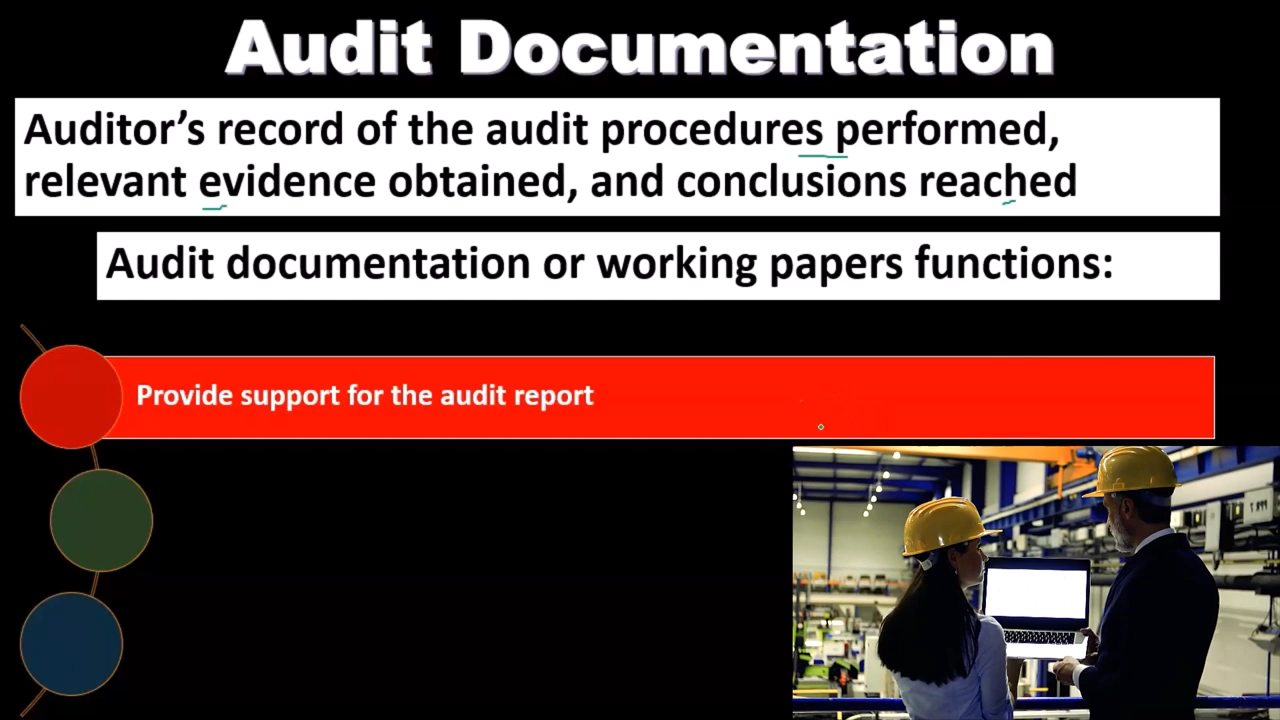 Audit Documentation
Auditor’s record of the audit procedures performed,
relevant evidence obtained, and conclusions reached
Audit documentation or working papers functions:
Provide support for the audit report